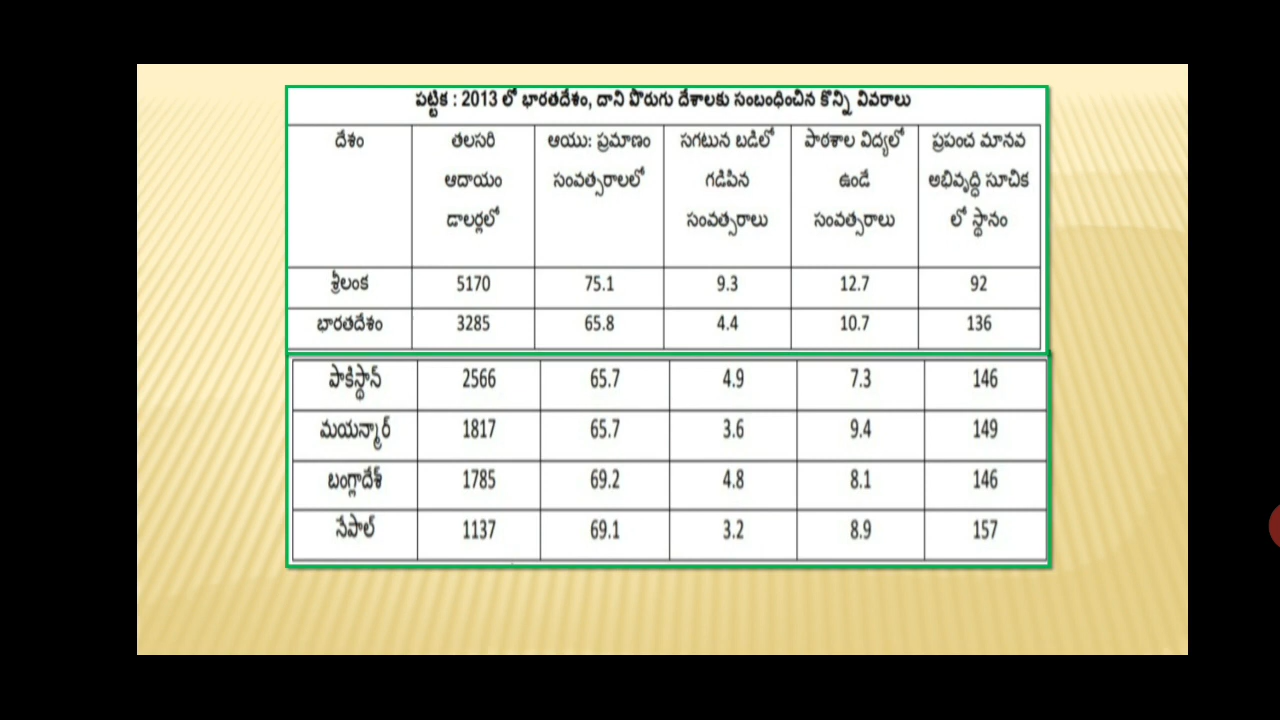 పట్టిక : 2013 లో భారతదేశం, దాని పొరుగు దేశాలకు సంబంధించిన కొన్ని వివరాలు
దేశం తలసరి ఆయు: ప్రమాణం సగటున బడిలో పాఠశాల విద్యలో ప్రపంచ మానవ
ఆదాయం సంవత్సరాలలో గడిపిన ఉండే అభివృద్ధి సూచిక
డాలర్లలో సంవత్సరాలు సంవత్సరాలు లో స్థానం
శ్రీలంక 5170 75.1 9.3 12.7 92
భారతదేశం 3285 65.8 4.4 10.7 136
పాకిస్థాన్ 2566 65.7 4.9 7.3 146
మయన్మార్ 1817 65.7 3.6 9.4 149
బంగ్లాదేశ్ 1785 69.2 4.8 8.1 146
నేపాల్ 1137 69.1 3.2 8.9 157